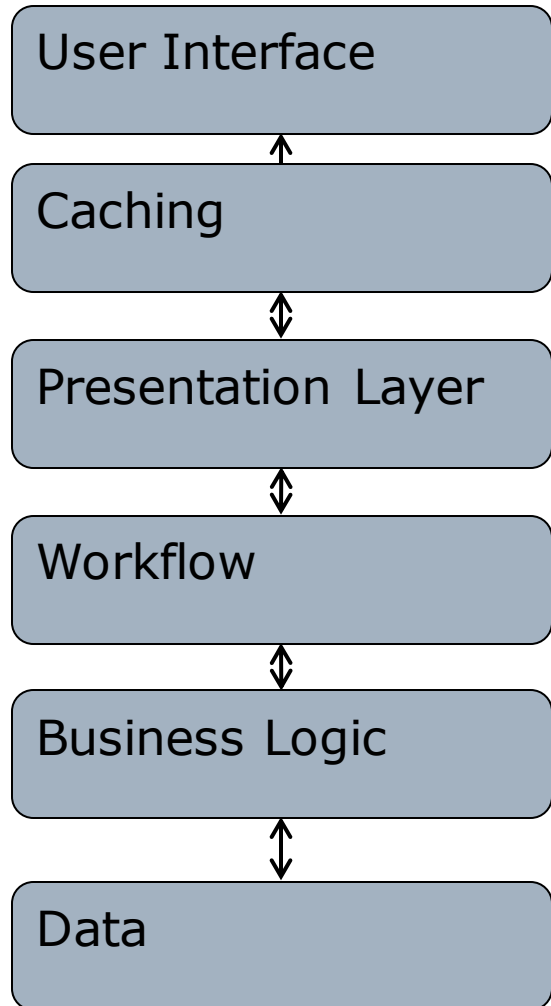 User Interface
Caching
Presentation Layer
Workflow
Business Logic
Data